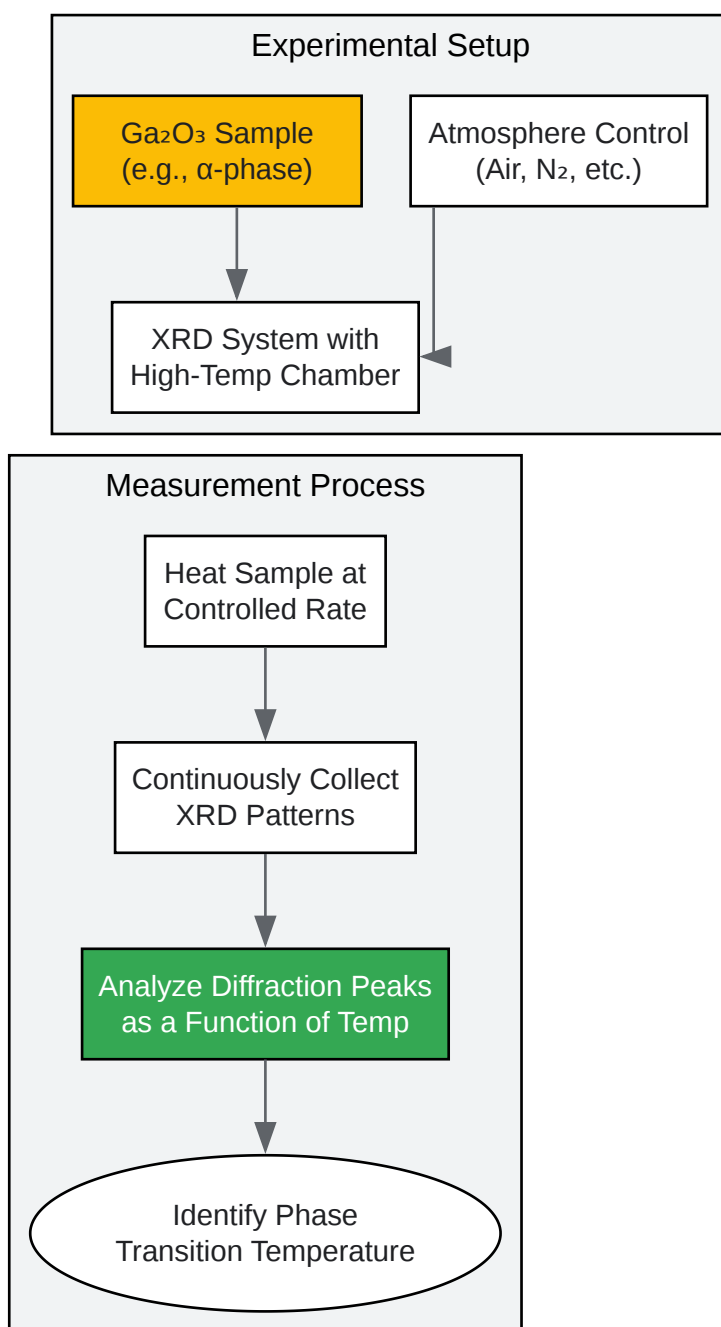 Experimental Setup
Ga₂O₃ Sample
(e.g., α-phase)
Atmosphere Control
(Air, N₂, etc.)
XRD System with
High-Temp Chamber
Measurement Process
Heat Sample at
Controlled Rate
Continuously Collect
XRD Patterns
Analyze Diffraction Peaks
as a Function of Temp
Identify Phase
Transition Temperature